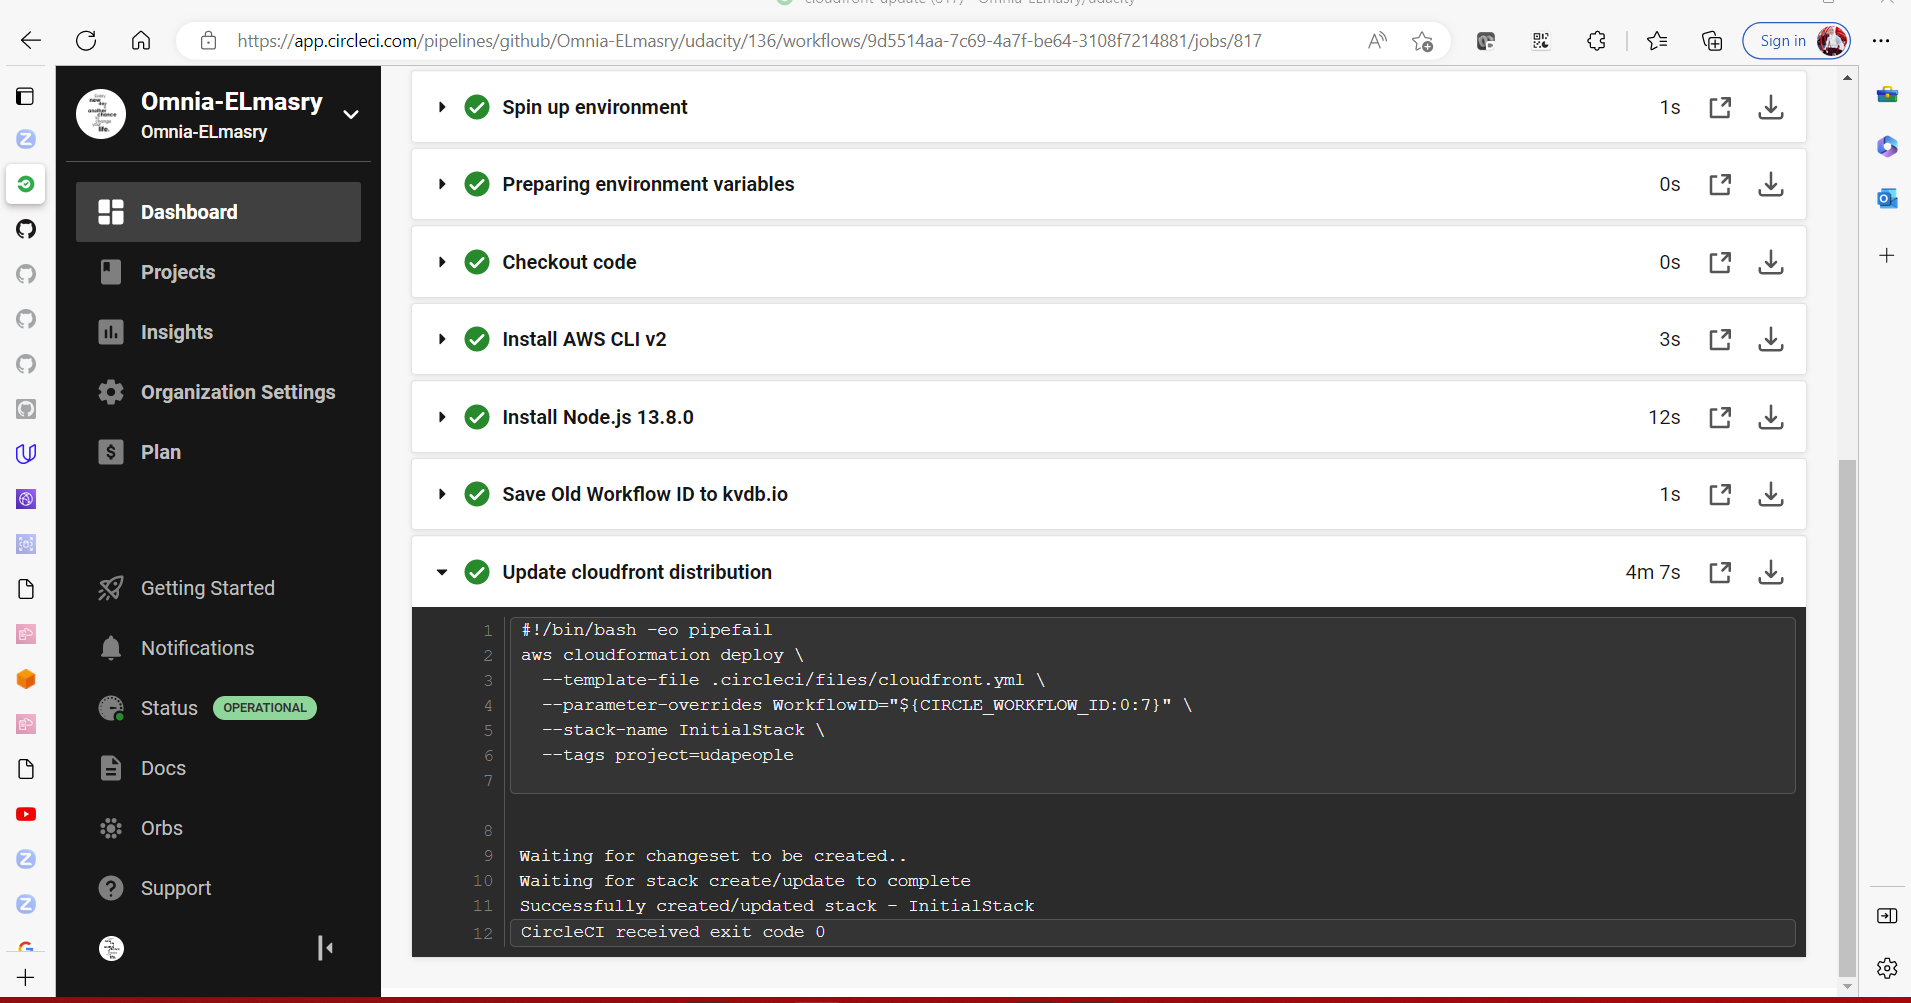 https://app.circleci.com/pipelines/github/Omnia-ELmasry/udacity/136/workflows/9d5514aa-7c69-4a7f-be64-3108f7214881/jobs/817
Sign in
Omnia-ELmasry
Omnia-ELmasry
Dashboard
Projects
Insights
Organization Settings
Plan
Getting Started
Notifications
Status OPERATIONAL
Docs
Orbs
Support
Spin up environment 1s
Preparing environment variables 0s
Checkout code 0s
Install AWS CLI v2 3s
Install Node.js 13.8.0 12s
Save Old Workflow ID to kvdb.io 1s
Update cloudfront distribution 4m 7s
1 #!/bin/bash -eo pipefail
2 aws cloudformation deploy \
3 --template-file .circleci/files/cloudfront.yml \
4 --parameter-overrides WorkflowID="${CIRCLE_WORKFLOW_ID:0:7}" \
5 --stack-name InitialStack \
6 --tags project=udapeople
7
8
9 Waiting for changeset to be created..
10 Waiting for stack create/update to complete
11 Successfully created/updated stack - InitialStack
12 CircleCI received exit code 0